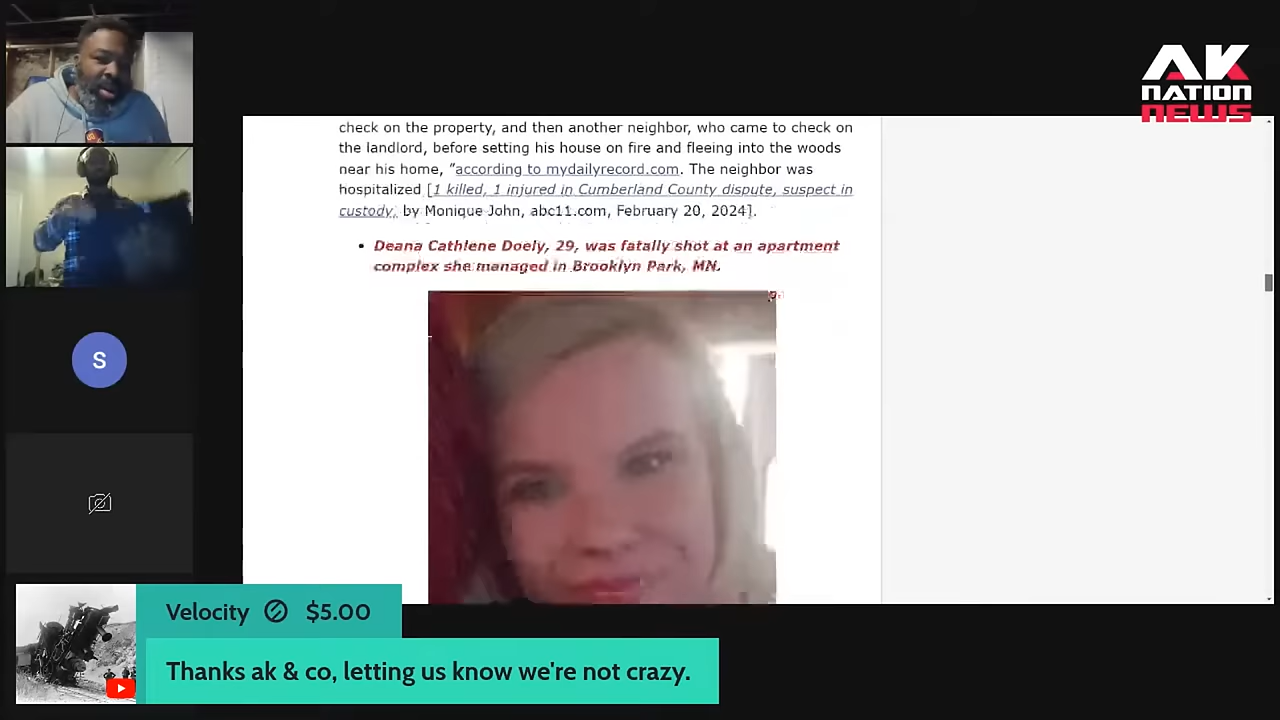 AK
NATION
NEWS
check on the property, and then another neighbor, who came to check on
the landlord, before setting his house on fire and fleeing into the woods
near his home, "according to mydailyrecord.com. The neighbor was
hospitalized [1 killed, 1 injured in Cumberland County dispute, suspect in
custody, by Monique John, abc11.com, February 20, 2024].
• Deana Cathlene Doely, 29, was fatally shot at an apartment
complex she managed in Brooklyn Park, MN.
S
Velocity $5.00
Thanks ak & co, letting us know we're not crazy.